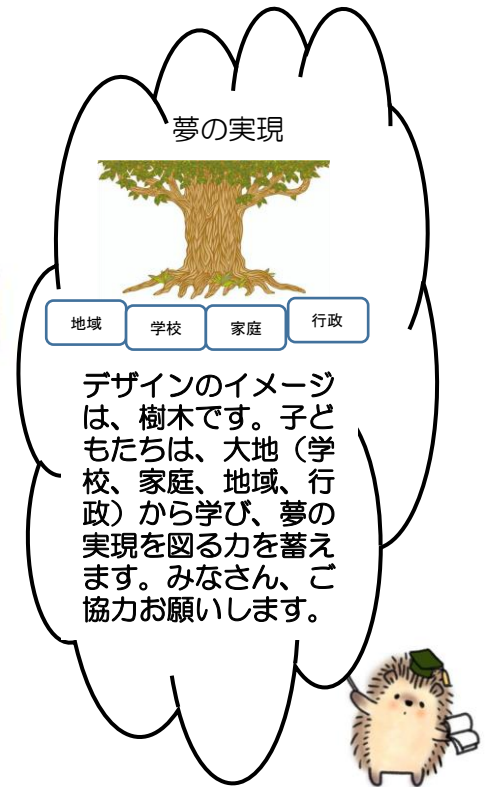 夢の実現
地域
学校
家庭
行政
デザインのイメージ
は、樹木です。子ど
もたちは、大地（学
校、家庭、地域、行
政）から学び、夢の
実現を図る力を蓄え
ます。みなさん、ご
協力お願いします。